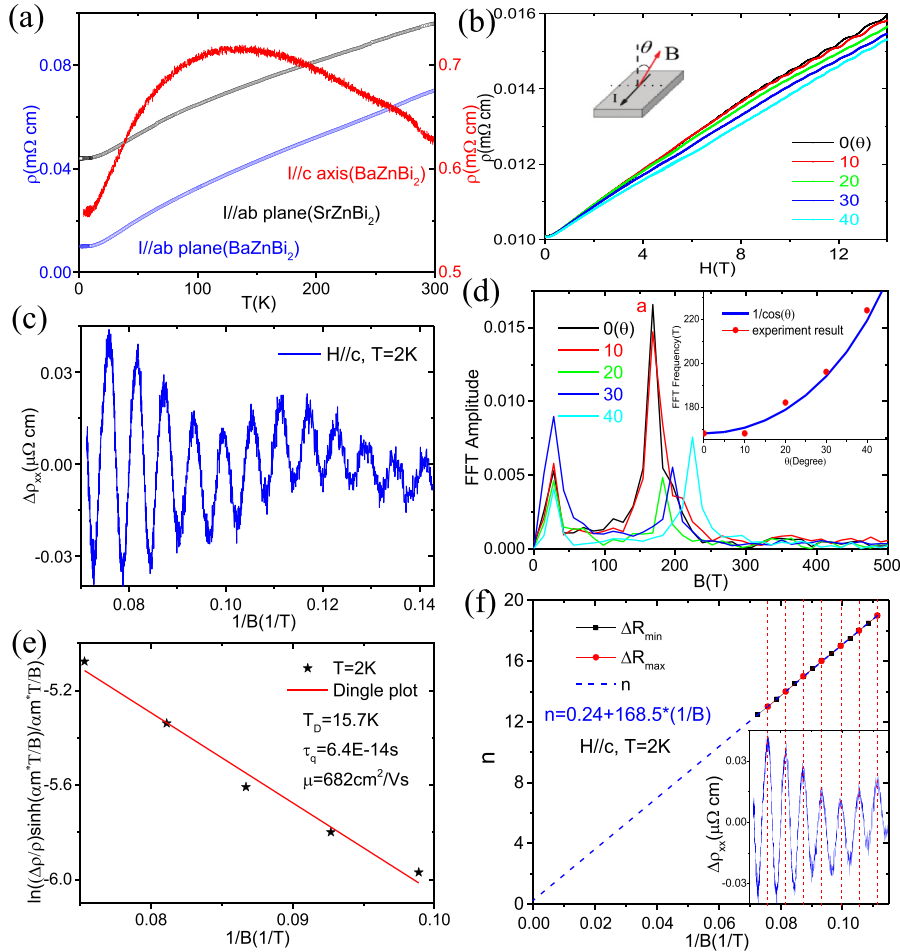 (a)
ρ(mΩ cm)
0.08
0.04
0.00
0.7
0.6
0.5
ρ(mΩ cm)
I//c axis(BaZnBi₂)
I//ab plane(SrZnBi₂)
I//ab plane(BaZnBi₂)
0 100 200 300
T(K)
(b)
ρ(mΩ cm)
0.016
0.014
0.012
0.010
θ
B
I
0(θ)
10
20
30
40
0 4 8 12
H(T)
(c)
Δρxx(μΩ cm)
0.03
0.00
-0.03
H//c, T=2K
0.08 0.10 0.12 0.14
1/B(1/T)
(d)
FFT Amplitude
0.015
0.010
0.005
0.000
a
0(θ)
10
20
30
40
1/cos(θ)
experiment result
FFT Frequency(T)
220
200
180
160
0 10 20 30 40
θ(Degree)
0 100 200 300 400 500
B(T)
(e)
ln((Δρ/ρ)sinh(αm*T/B)/αm*T/B)
-5.2
-5.6
-6.0
T=2K
Dingle plot
T_D=15.7K
τq=6.4E-14s
μ=682cm²/Vs
0.08 0.09 0.10
1/B(1/T)
(f)
n
20
16
12
8
4
0
ΔRmin
ΔRmax
n
n=0.24+168.5*(1/B)
H//c, T=2K
Δρxx(μΩ cm)
0.03
0.00
-0.03
0.00 0.02 0.04 0.06 0.08 0.10
1/B(1/T)